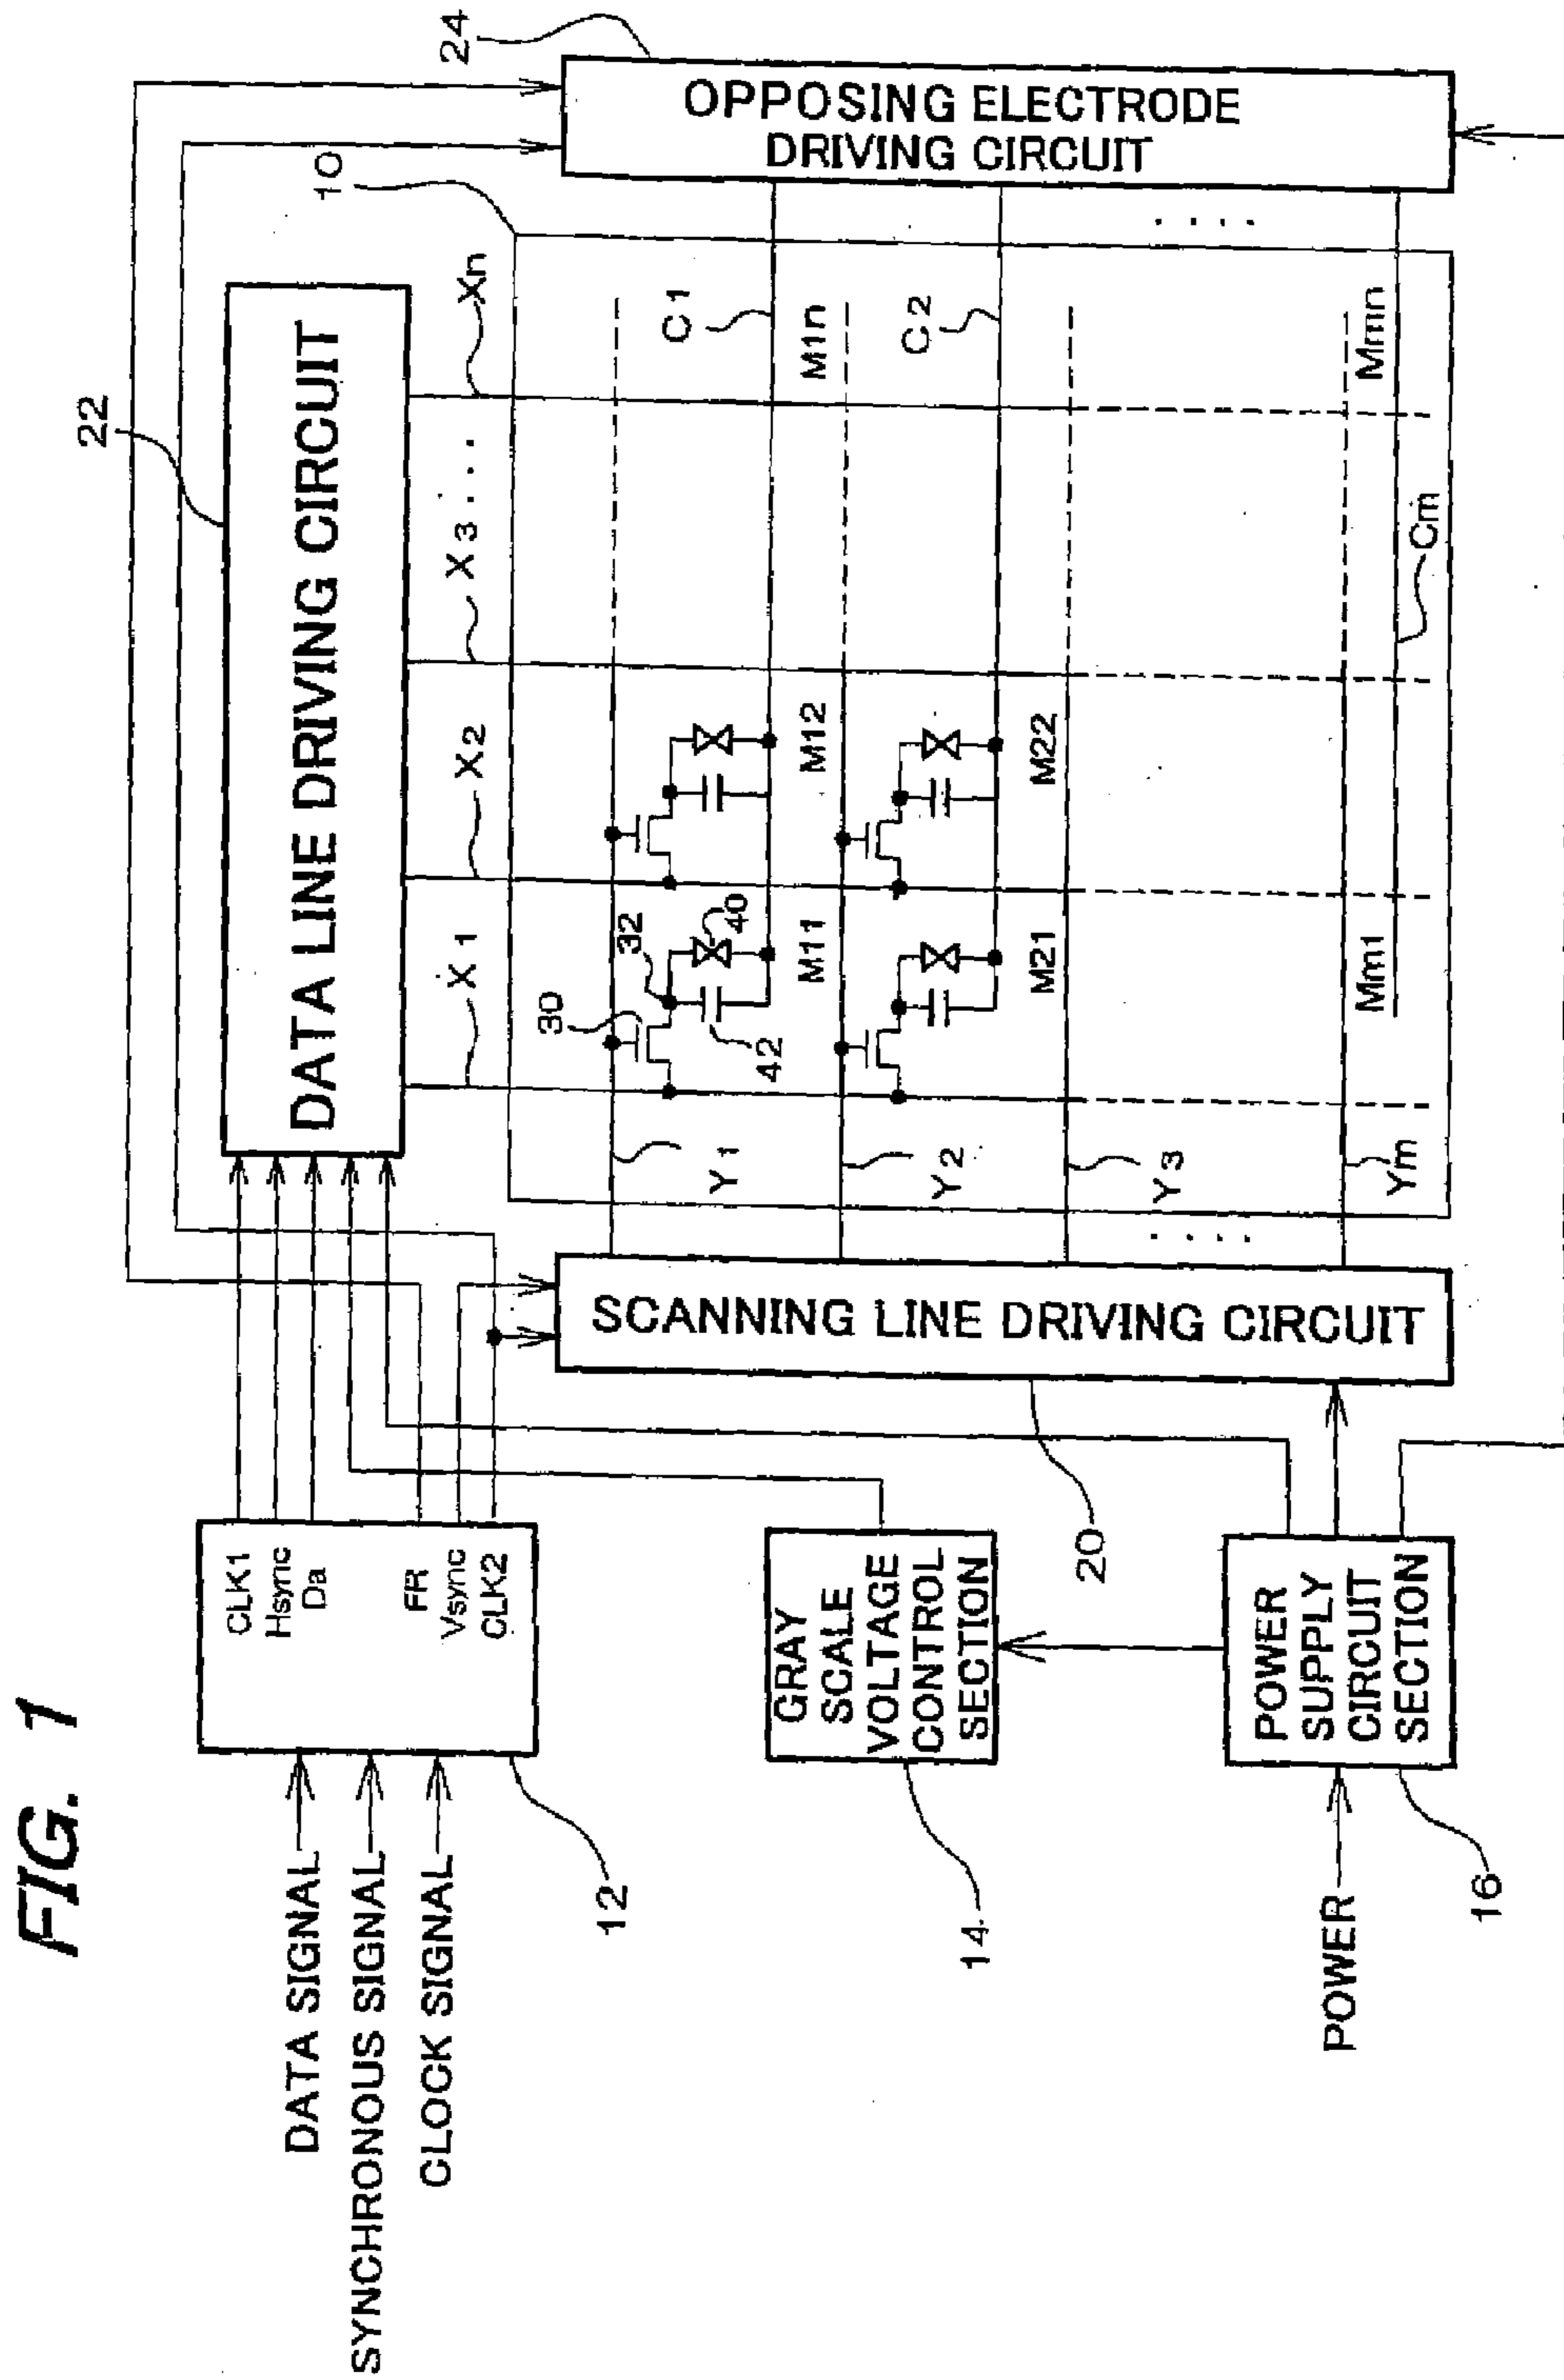 FIG. 1
DATA SIGNAL
SYNCHRONOUS SIGNAL
CLOCK SIGNAL
12
CLK1
Hsync
Da
FR
Vsync
CLK2
GRAY
SCALE
VOLTAGE
CONTROL
SECTION
14
POWER
POWER
SUPPLY
CIRCUIT
SECTION
16
22
DATA LINE DRIVING CIRCUIT
X1
X2
X3 ....
Xn
10
SCANNING LINE DRIVING CIRCUIT
20
Y1
Y2
Y3
....
Ym
30
32
40
42
M11
M12
M1n
M21
M22
Mm1
Mmn
C1
C2
....
Cm
OPPOSING ELECTRODE
DRIVING CIRCUIT
24